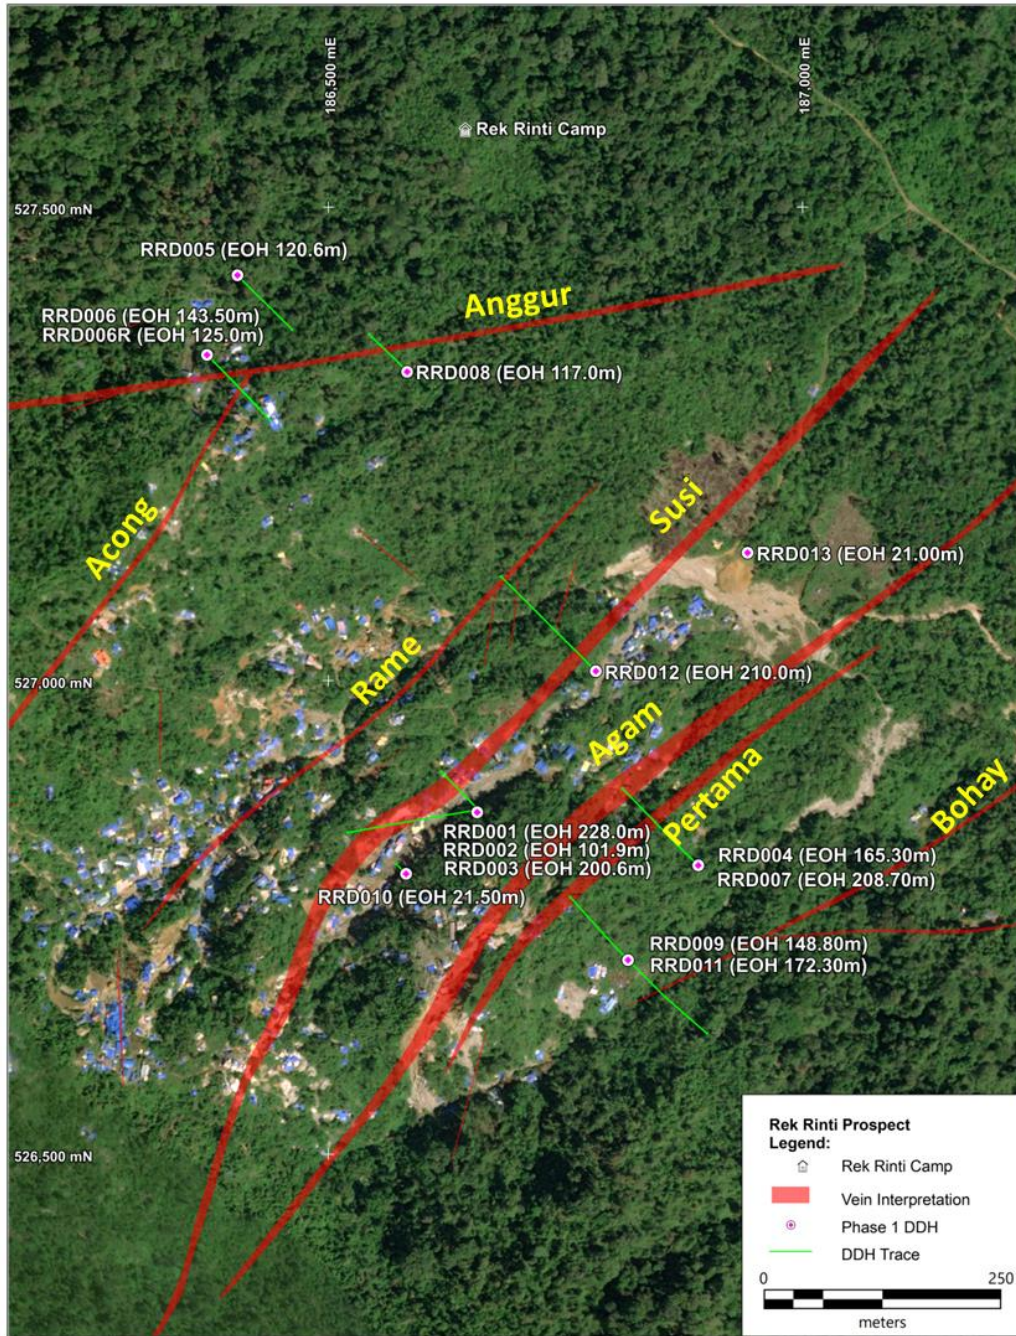 186,500 mE
187,000 mE
Rek Rinti Camp
527,500 mN
RRD005 (EOH 120.6m)
Anggur
RRD006 (EOH 143.50m)
RRD006R (EOH 125.0m)
RRD008 (EOH 117.0m)
Acong
Susi
RRD013 (EOH 21.00m)
527,000 mN
Rame
RRD012 (EOH 210.0m)
Agam
Pertama
Bohay
RRD001 (EOH 228.0m)
RRD002 (EOH 101.9m)
RRD003 (EOH 200.6m)
RRD004 (EOH 165.30m)
RRD007 (EOH 208.70m)
RRD010 (EOH 21.50m)
RRD009 (EOH 148.80m)
RRD011 (EOH 172.30m)
526,500 mN
Rek Rinti Prospect
Legend:
Rek Rinti Camp
Vein Interpretation
Phase 1 DDH
DDH Trace
0 250
meters